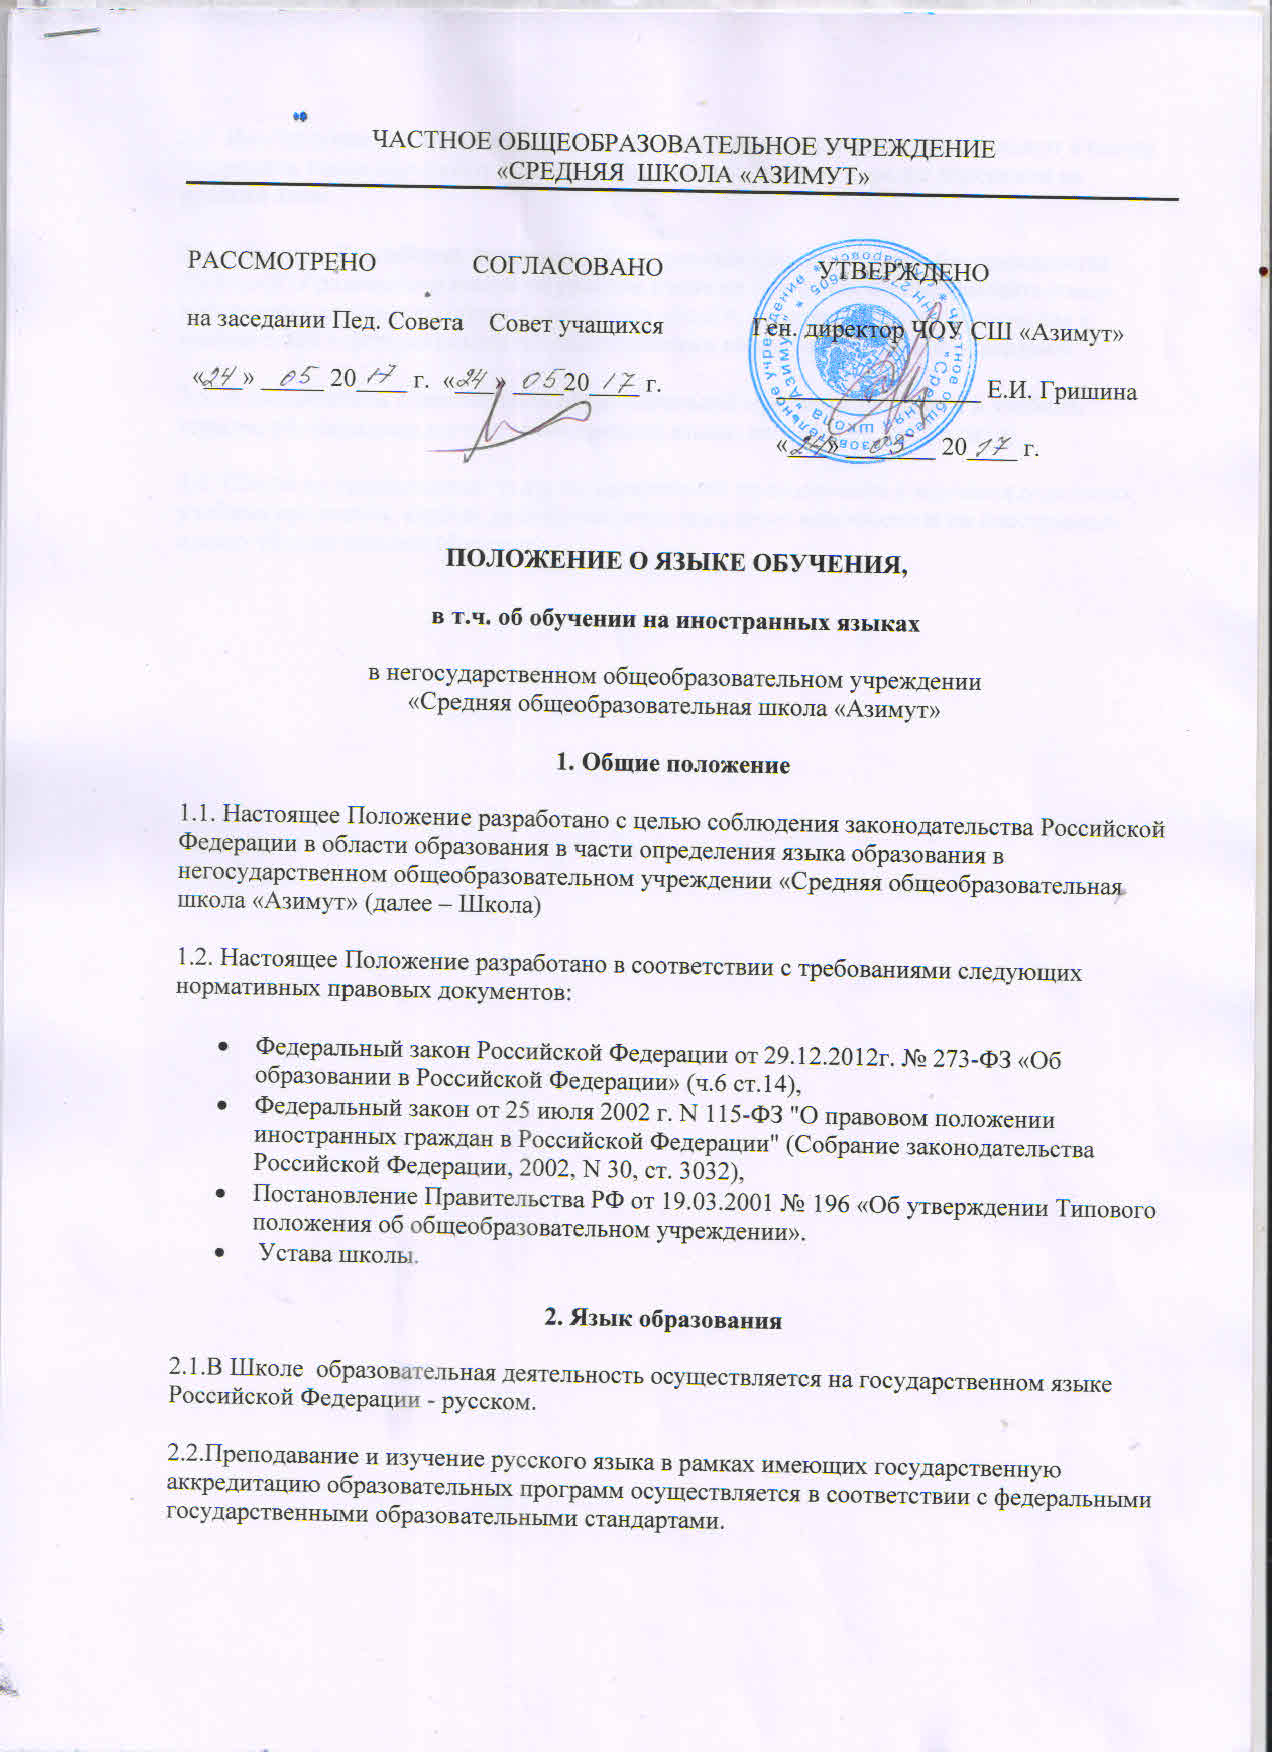 ЧАСТНОЕ ОБЩЕОБРАЗОВАТЕЛЬНОЕ УЧРЕЖДЕНИЕ
«СРЕДНЯЯ ШКОЛА «АЗИМУТ»
РАССМОТРЕНО СОГЛАСОВАНО УТВЕРЖДЕНО
на заседании Пед. Совета Совет учащихся Ген. директор ЧОУ СШ «Азимут»
«24» 05 2017 г. «24» 05 2017 г. Е.И. Гришина
«24» 05 2017 г.
ПОЛОЖЕНИЕ О ЯЗЫКЕ ОБУЧЕНИЯ,
в т.ч. об обучении на иностранных языках
в негосударственном общеобразовательном учреждении
«Средняя общеобразовательная школа «Азимут»
1. Общие положение
1.1. Настоящее Положение разработано с целью соблюдения законодательства Российской
Федерации в области образования в части определения языка образования в
негосударственном общеобразовательном учреждении «Средняя общеобразовательная
школа «Азимут» (далее – Школа)
1.2. Настоящее Положение разработано в соответствии с требованиями следующих
нормативных правовых документов:
• Федеральный закон Российской Федерации от 29.12.2012г. № 273-ФЗ «Об
образовании в Российской Федерации» (ч.6 ст.14),
• Федеральный закон от 25 июля 2002 г. N 115-ФЗ "О правовом положении
иностранных граждан в Российской Федерации" (Собрание законодательства
Российской Федерации, 2002, N 30, ст. 3032),
• Постановление Правительства РФ от 19.03.2001 № 196 «Об утверждении Типового
положения об общеобразовательном учреждении».
• Устава школы.
2. Язык образования
2.1.В Школе образовательная деятельность осуществляется на государственном языке
Российской Федерации - русском.
2.2.Преподавание и изучение русского языка в рамках имеющих государственную
аккредитацию образовательных программ осуществляется в соответствии с федеральными
государственными образовательными стандартами.